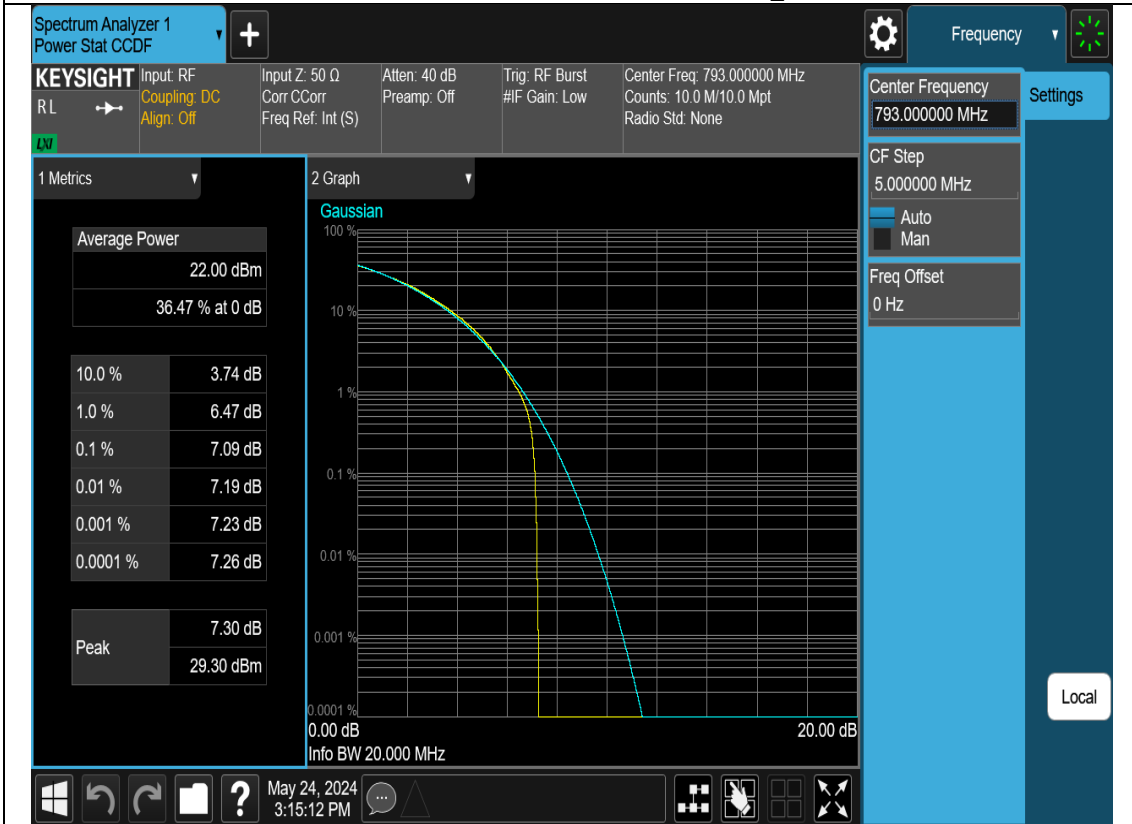 Spectrum Analyzer 1
Power Stat CCDF
Frequency
KEYSIGHT
RL
LXI
Input: RF
Coupling: DC
Align: Off
Input Z: 50 Ω
Corr CCorr
Freq Ref: Int (S)
Atten: 40 dB
Preamp: Off
Trig: RF Burst
#IF Gain: Low
Center Freq: 793.000000 MHz
Counts: 10.0 M/10.0 Mpt
Radio Std: None
1 Metrics
Average Power
22.00 dBm
36.47 % at 0 dB
10.0 % 3.74 dB
1.0 % 6.47 dB
0.1 % 7.09 dB
0.01 % 7.19 dB
0.001 % 7.23 dB
0.0001 % 7.26 dB
Peak
7.30 dB
29.30 dBm
2 Graph
Gaussian
100 %
10 %
1 %
0.1 %
0.01 %
0.001 %
0.0001 %
0.00 dB 20.00 dB
Info BW 20.000 MHz
Center Frequency
793.000000 MHz
CF Step
5.000000 MHz
Auto
Man
Freq Offset
0 Hz
Settings
Local
?
May 24, 2024
3:15:12 PM